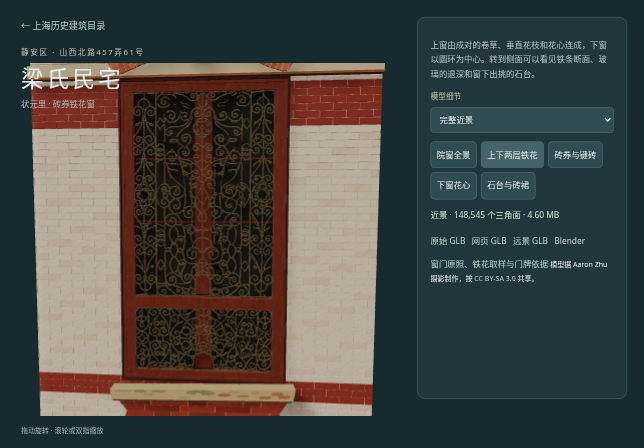 ← 上海历史建筑目录
静安区 · 山西北路457弄61号
梁氏民宅
状元里 · 砖券铁花窗
拖动旋转 · 滚轮或双指缩放
上窗由成对的卷草、垂直花枝和花心连成，下窗
以圆环为中心。转到侧面可以看见铁条断面、玻
璃的退深和窗下出挑的石台。
模型细节
完整近景
院窗全景 上下两层铁花 砖券与键砖
下窗花心 石台与砖裙
近景 · 148,545 个三角面 · 4.60 MB
原始 GLB 网页 GLB 远景 GLB Blender
窗门原照、铁花取样与门牌依据 模型据 Aaron Zhu
摄影制作，按 CC BY-SA 3.0 共享。